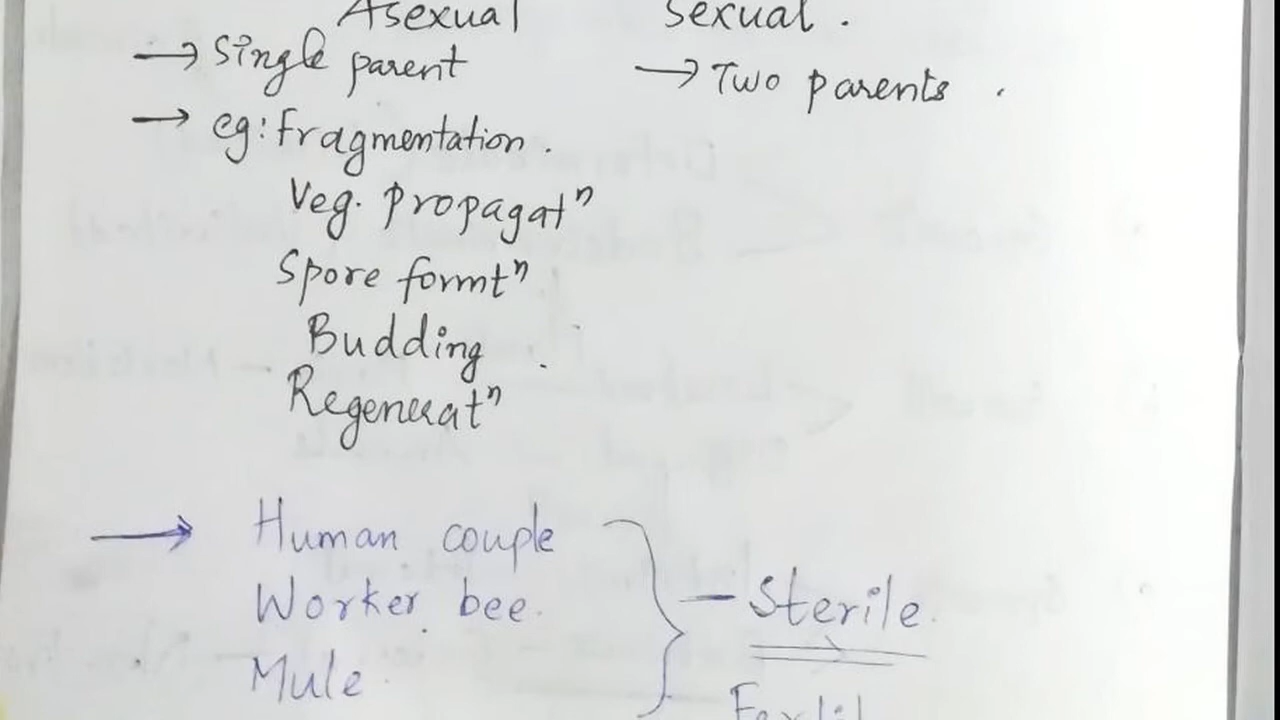 Asexual Sexual.
→ Single parent → Two parents.
→ eg: Fragmentation.
Veg. propagatⁿ
Spore formtⁿ
Budding
Regeneratⁿ
→ Human couple
Worker bee.
Mule
– Sterile.